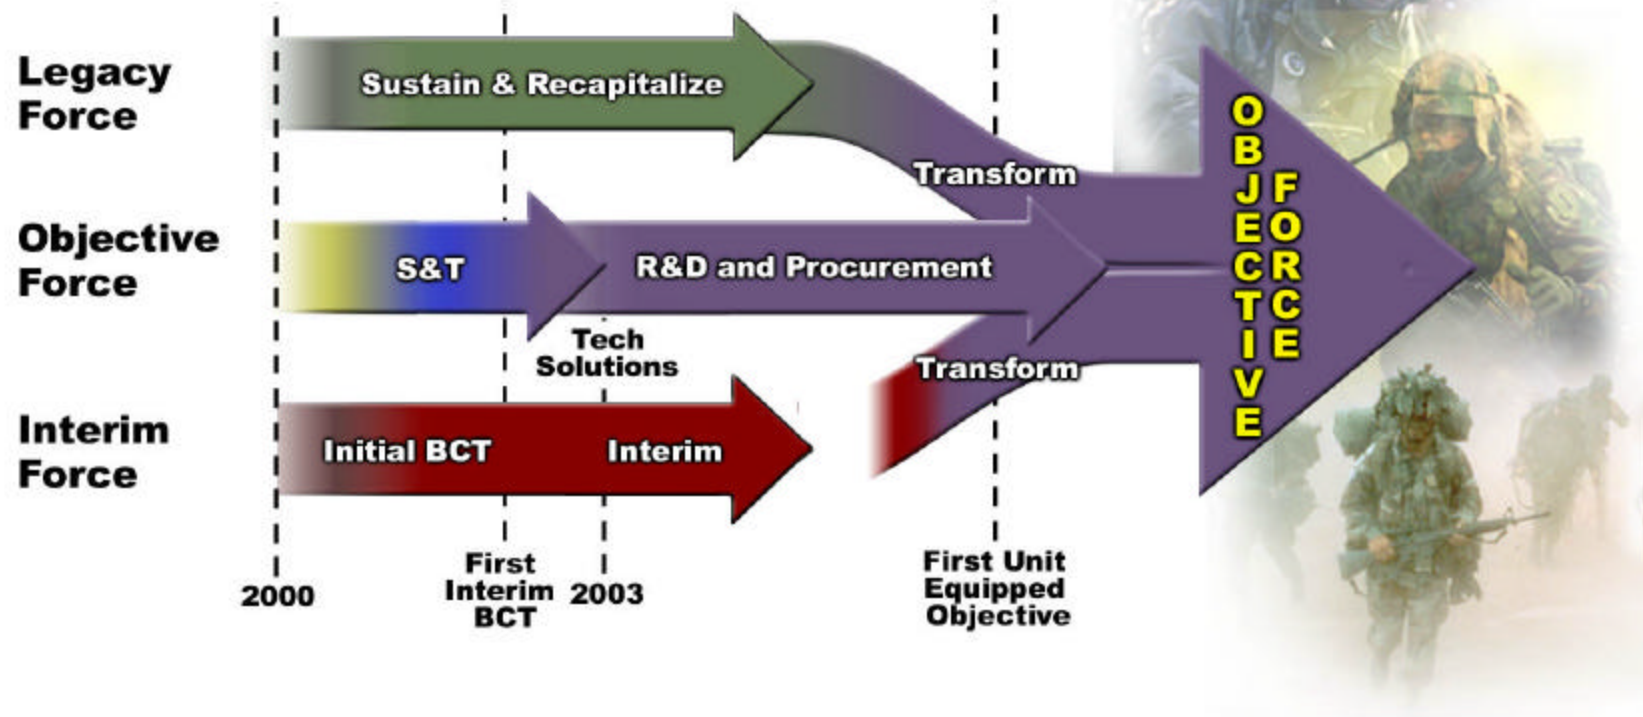 Legacy
Force
Sustain & Recapitalize
Transform
Objective
Force
S&T
R&D and Procurement
Tech
Solutions
Transform
Interim
Force
Initial BCT
Interim
2000
First
Interim
BCT
2003
First Unit
Equipped
Objective
OBJECTIVE
FORCE